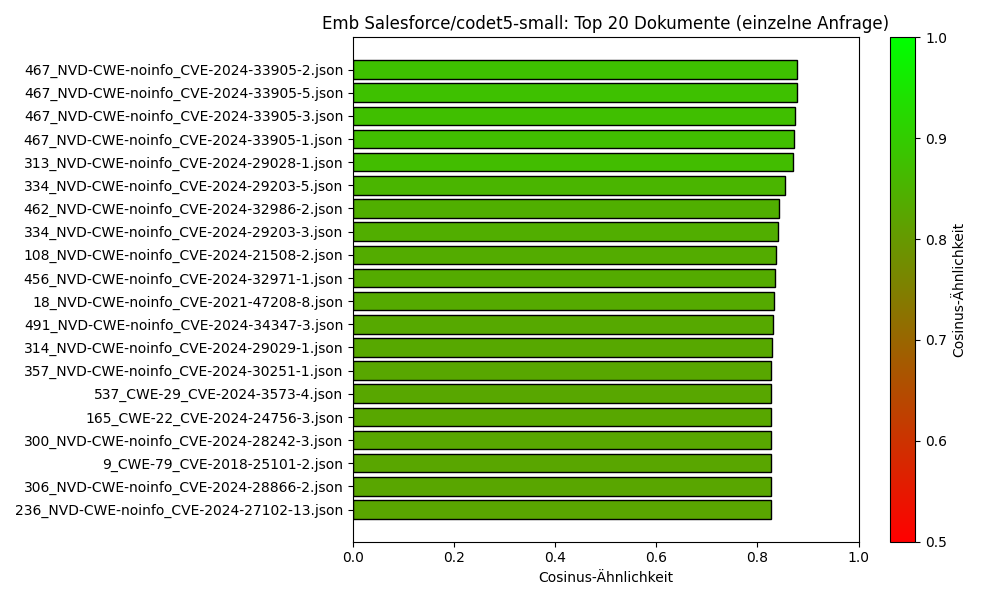 Emb Salesforce/codet5-small: Top 20 Dokumente (einzelne Anfrage)
467_NVD-CWE-noinfo_CVE-2024-33905-2.json
467_NVD-CWE-noinfo_CVE-2024-33905-5.json
467_NVD-CWE-noinfo_CVE-2024-33905-3.json
467_NVD-CWE-noinfo_CVE-2024-33905-1.json
313_NVD-CWE-noinfo_CVE-2024-29028-1.json
334_NVD-CWE-noinfo_CVE-2024-29203-5.json
462_NVD-CWE-noinfo_CVE-2024-32986-2.json
334_NVD-CWE-noinfo_CVE-2024-29203-3.json
108_NVD-CWE-noinfo_CVE-2024-21508-2.json
456_NVD-CWE-noinfo_CVE-2024-32971-1.json
18_NVD-CWE-noinfo_CVE-2021-47208-8.json
491_NVD-CWE-noinfo_CVE-2024-34347-3.json
314_NVD-CWE-noinfo_CVE-2024-29029-1.json
357_NVD-CWE-noinfo_CVE-2024-30251-1.json
537_CWE-29_CVE-2024-3573-4.json
165_CWE-22_CVE-2024-24756-3.json
300_NVD-CWE-noinfo_CVE-2024-28242-3.json
9_CWE-79_CVE-2018-25101-2.json
306_NVD-CWE-noinfo_CVE-2024-28866-2.json
236_NVD-CWE-noinfo_CVE-2024-27102-13.json
0.0 0.2 0.4 0.6 0.8 1.0
Cosinus-Ähnlichkeit
1.0
0.9
0.8
0.7
0.6
0.5
Cosinus-Ähnlichkeit